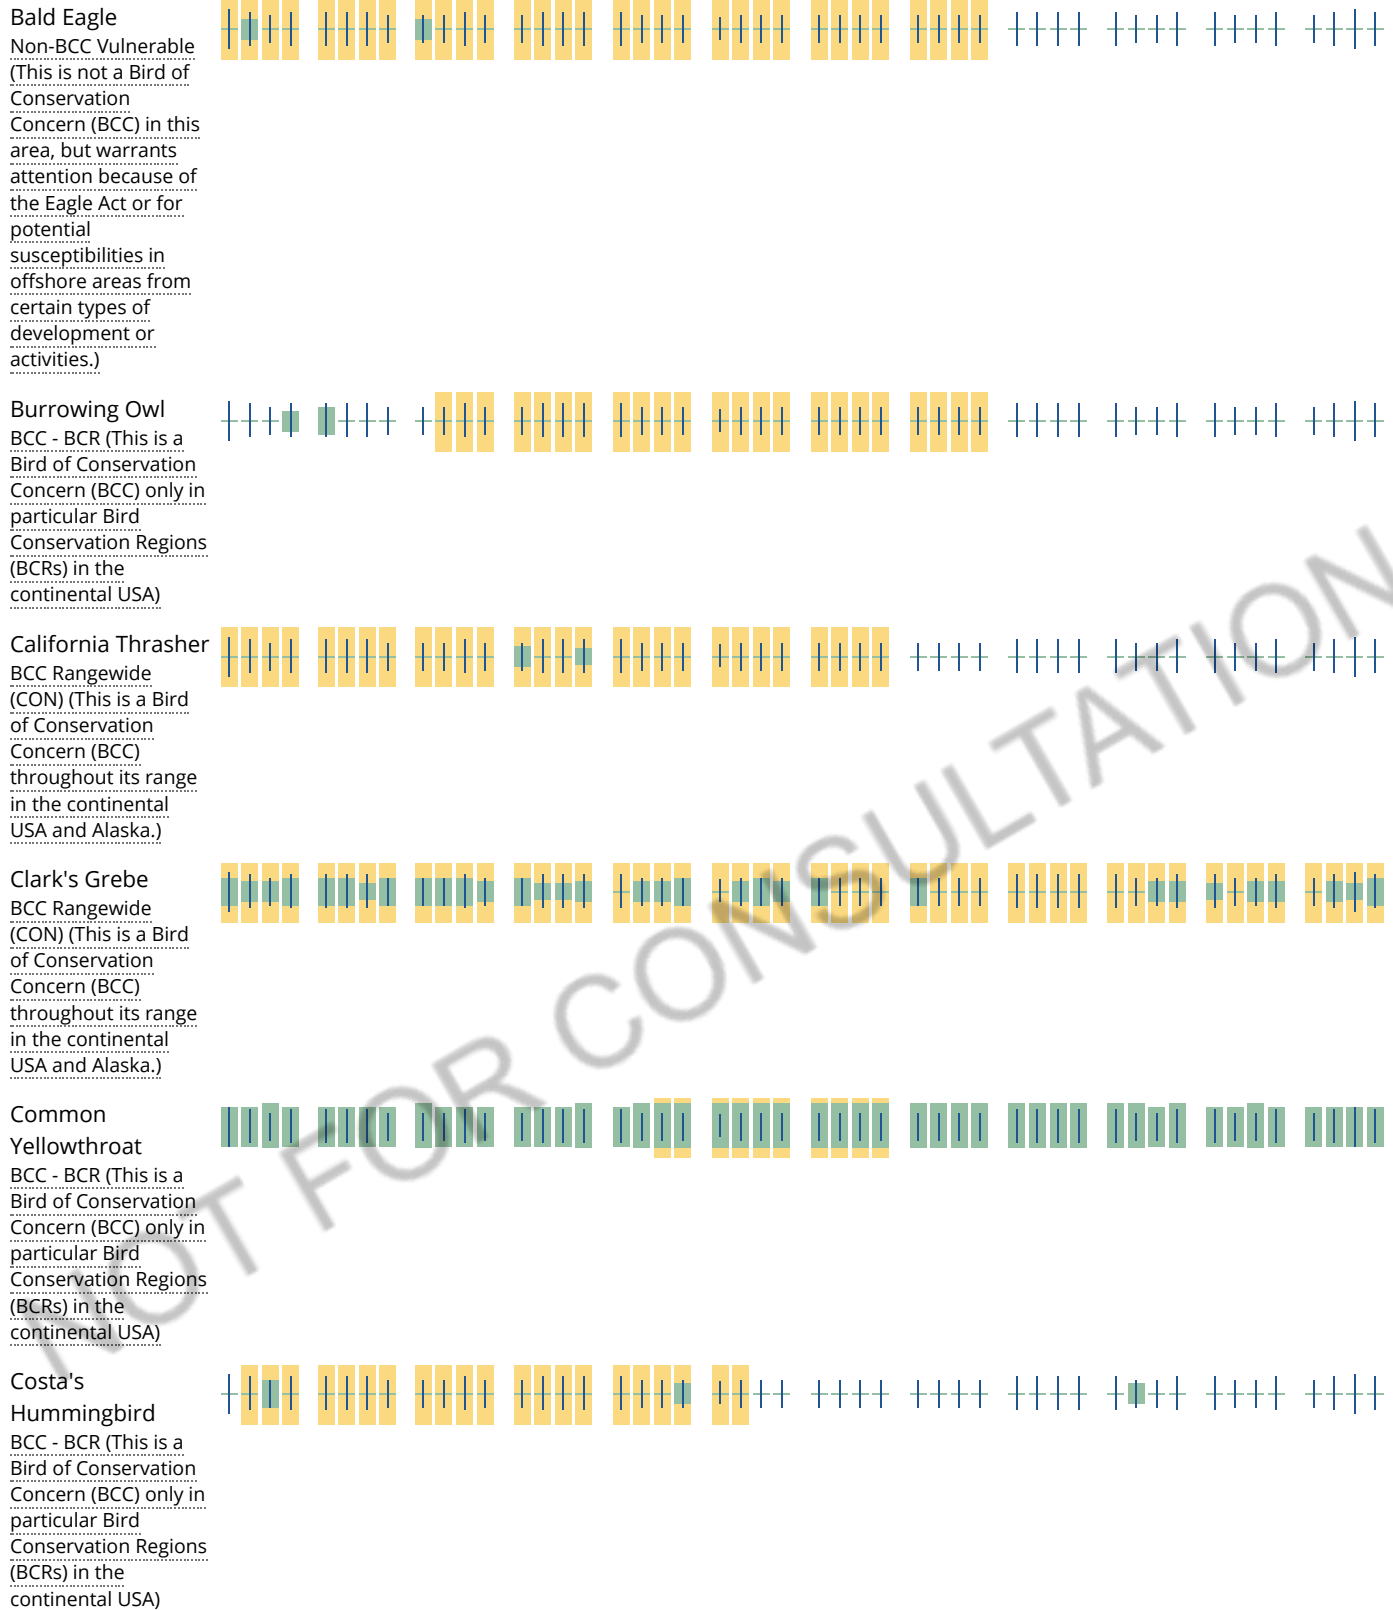 Bald Eagle
Non-BCC Vulnerable
(This is not a Bird of
Conservation
Concern (BCC) in this
area, but warrants
attention because of
the Eagle Act or for
potential
susceptibilities in
offshore areas from
certain types of
development or
activities.)
Burrowing Owl
BCC - BCR (This is a
Bird of Conservation
Concern (BCC) only in
particular Bird
Conservation Regions
(BCRs) in the
continental USA)
California Thrasher
BCC Rangewide
(CON) (This is a Bird
of Conservation
Concern (BCC)
throughout its range
in the continental
USA and Alaska.)
Clark's Grebe
BCC Rangewide
(CON) (This is a Bird
of Conservation
Concern (BCC)
throughout its range
in the continental
USA and Alaska.)
Common
Yellowthroat
BCC - BCR (This is a
Bird of Conservation
Concern (BCC) only in
particular Bird
Conservation Regions
(BCRs) in the
continental USA)
Costa's
Hummingbird
BCC - BCR (This is a
Bird of Conservation
Concern (BCC) only in
particular Bird
Conservation Regions
(BCRs) in the
continental USA)
NOT FOR CONSULTATION